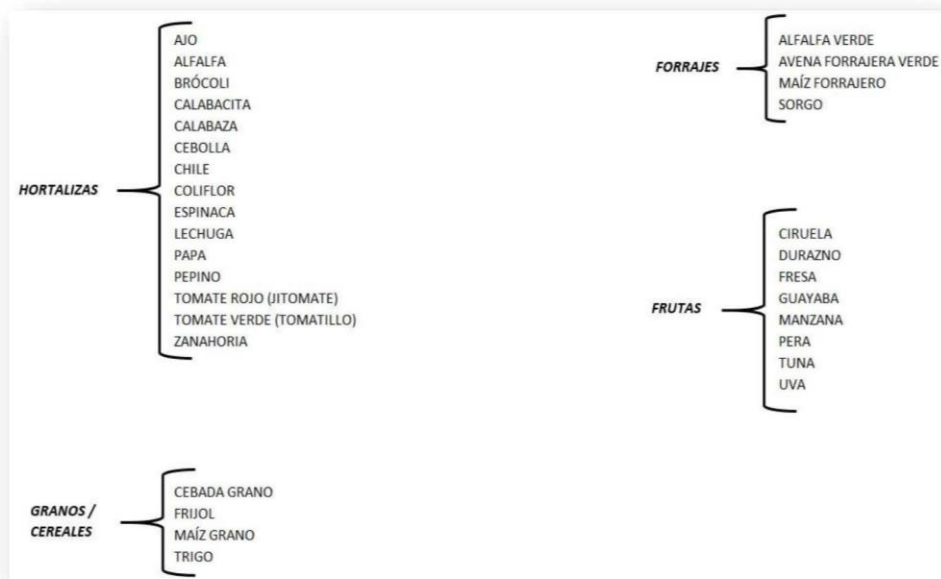 HORTALIZAS
AJO
ALFALFA
BRÓCOLI
CALABACITA
CALABAZA
CEBOLLA
CHILE
COLIFLOR
ESPINACA
LECHUGA
PAPA
PEPINO
TOMATE ROJO (JITOMATE)
TOMATE VERDE (TOMATILLO)
ZANAHORIA
FORRAJES
ALFALFA VERDE
AVENA FORRAJERA VERDE
MAÍZ FORRAJERO
SORGO
FRUTAS
CIRUELA
DURAZNO
FRESA
GUAYABA
MANZANA
PERA
TUNA
UVA
GRANOS /
CEREALES
CEBADA GRANO
FRIJOL
MAÍZ GRANO
TRIGO